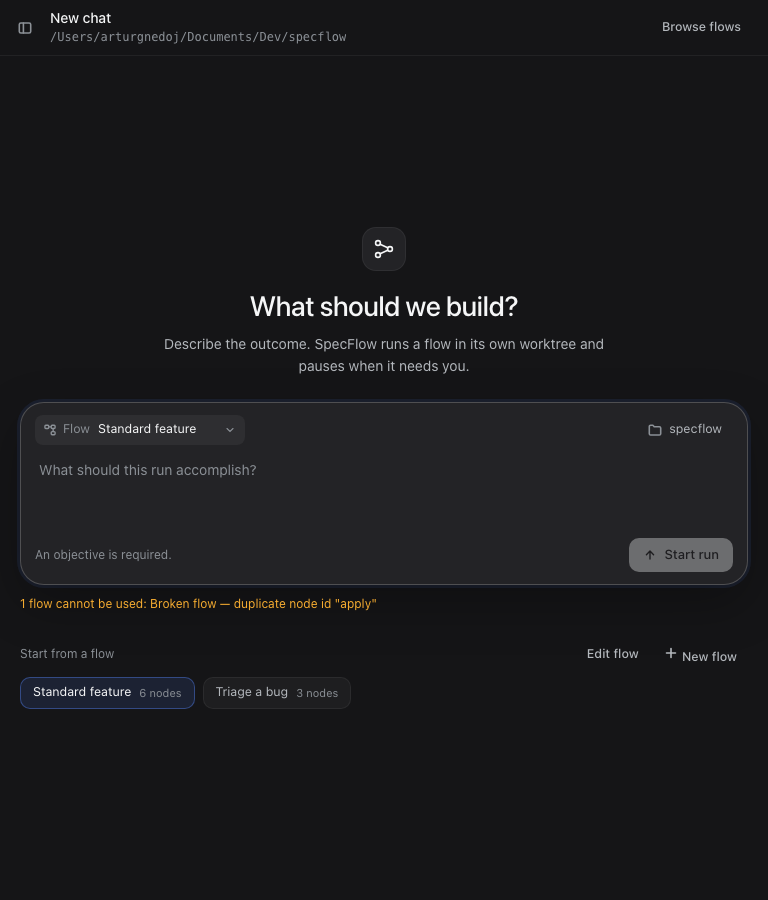 New chat
/Users/arturgnedoj/Documents/Dev/specflow
Browse flows
What should we build?
Describe the outcome. SpecFlow runs a flow in its own worktree and
pauses when it needs you.
Flow Standard feature
specflow
What should this run accomplish?
An objective is required.
Start run
1 flow cannot be used: Broken flow — duplicate node id "apply"
Start from a flow
Edit flow
+ New flow
Standard feature 6 nodes
Triage a bug 3 nodes